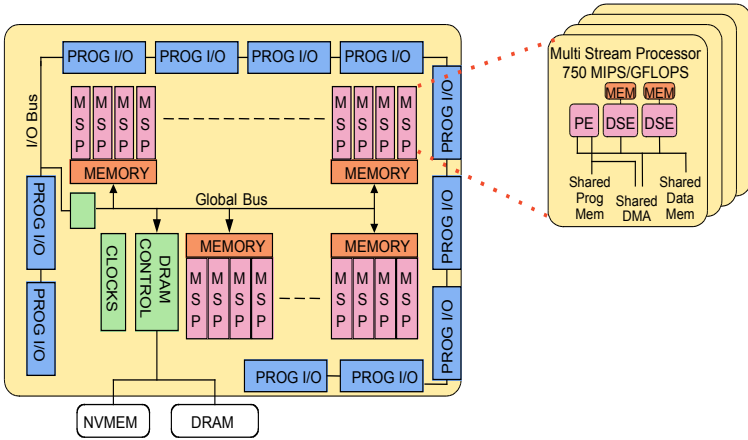 PROG I/O
PROG I/O
PROG I/O
PROG I/O
I/O Bus
M S P
M S P
M S P
M S P
MEMORY
M S P
M S P
M S P
M S P
MEMORY
PROG I/O
PROG I/O
PROG I/O
PROG I/O
PROG I/O
Global Bus
CLOCKS
DRAM
CONTROL
MEMORY
M S P
M S P
M S P
M S P
MEMORY
M S P
M S P
M S P
M S P
PROG I/O
PROG I/O
NVMEM
DRAM
Multi Stream Processor
750 MIPS/GFLOPS
MEM
MEM
PE
DSE
DSE
Shared
Prog
Mem
Shared
DMA
Shared
Data
Mem